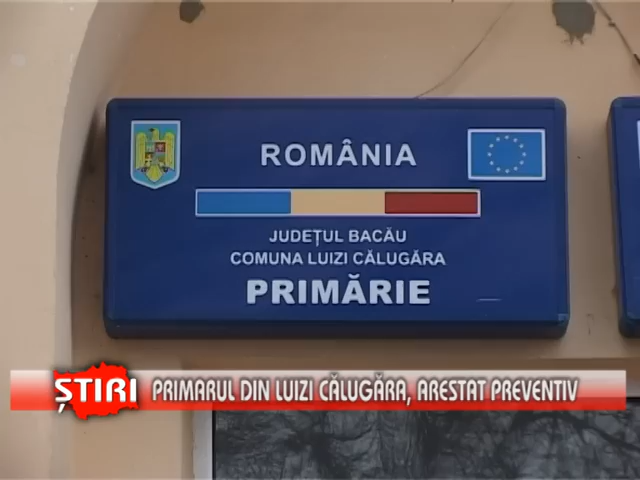 ROMÂNIA
JUDEȚUL BACĂU
COMUNA LUIZI CĂLUGĂRA
PRIMĂRIE
ȘTIRI PRIMARUL DIN LUIZI CĂLUGĂRA, ARESTAT PREVENTIV